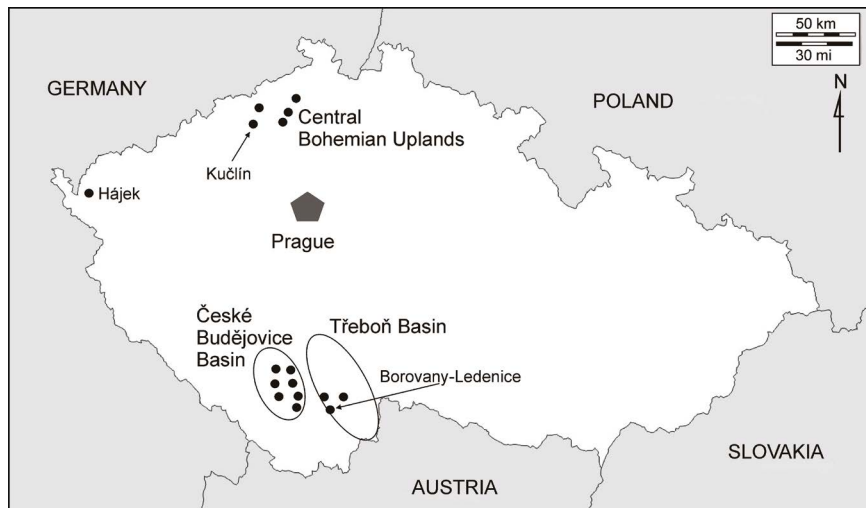 50 km
30 mi
N
GERMANY
POLAND
Central
Bohemian Uplands
Kučlín
Hájek
Prague
České
Budějovice
Basin
Třeboň Basin
Borovany-Ledenice
SLOVAKIA
AUSTRIA